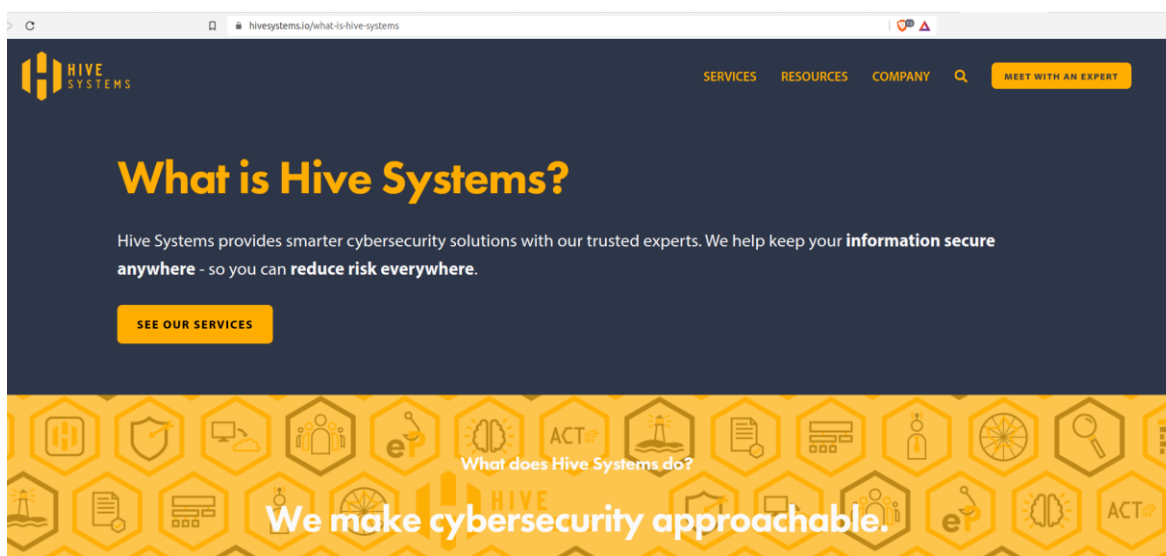 hivesystems.io/what-is-hive-systems
HIVE
SYSTEMS
SERVICES RESOURCES COMPANY MEET WITH AN EXPERT
What is Hive Systems?
Hive Systems provides smarter cybersecurity solutions with our trusted experts. We help keep your information secure
anywhere - so you can reduce risk everywhere.
SEE OUR SERVICES
eP ACT
What does Hive Systems do?
HIVE
We make cybersecurity approachable.
eP ACT